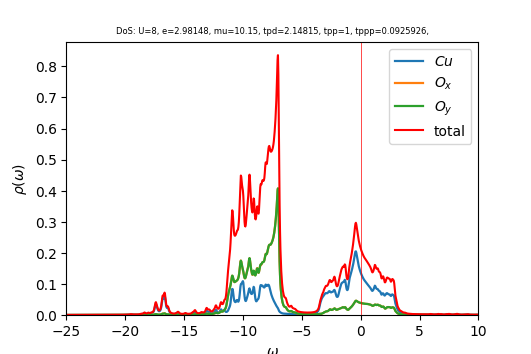 DoS: U=8, e=2.98148, mu=10.15, tpd=2.14815, tpp=1, tppp=0.0925926,
Cu
O_x
O_y
total
ρ(ω)
0.8
0.7
0.6
0.5
0.4
0.3
0.2
0.1
0.0
−25 −20 −15 −10 −5 0 5 10
ω